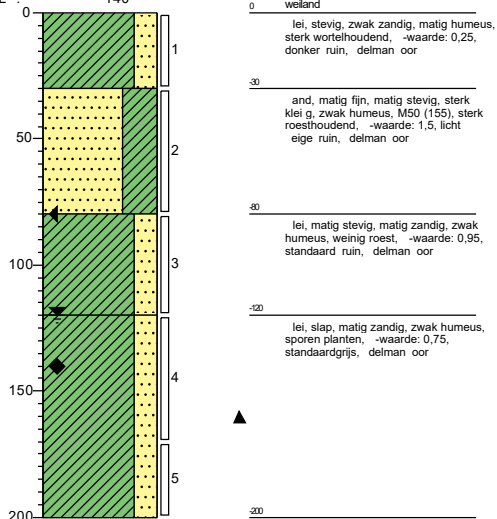 140
0
50
100
150
200
1
2
3
4
5
0
weiland
lei, stevig, zwak zandig, matig humeus,
sterk wortelhoudend, -waarde: 0,25,
donker ruin, delman oor
-30
and, matig fijn, matig stevig, sterk
klei g, zwak humeus, M50 (155), sterk
roesthoudend, -waarde: 1,5, licht
eige ruin, delman oor
-80
lei, matig stevig, matig zandig, zwak
humeus, weinig roest, -waarde: 0,95,
standaard ruin, delman oor
-120
lei, slap, matig zandig, zwak humeus,
sporen planten, -waarde: 0,75,
standaardgrijs, delman oor
-200